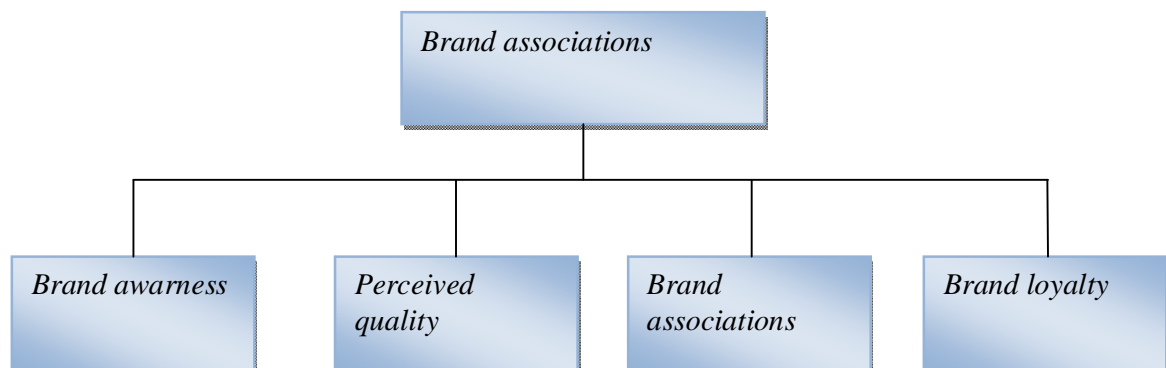 Brand associations
Brand awarness
Perceived
quality
Brand
associations
Brand loyalty